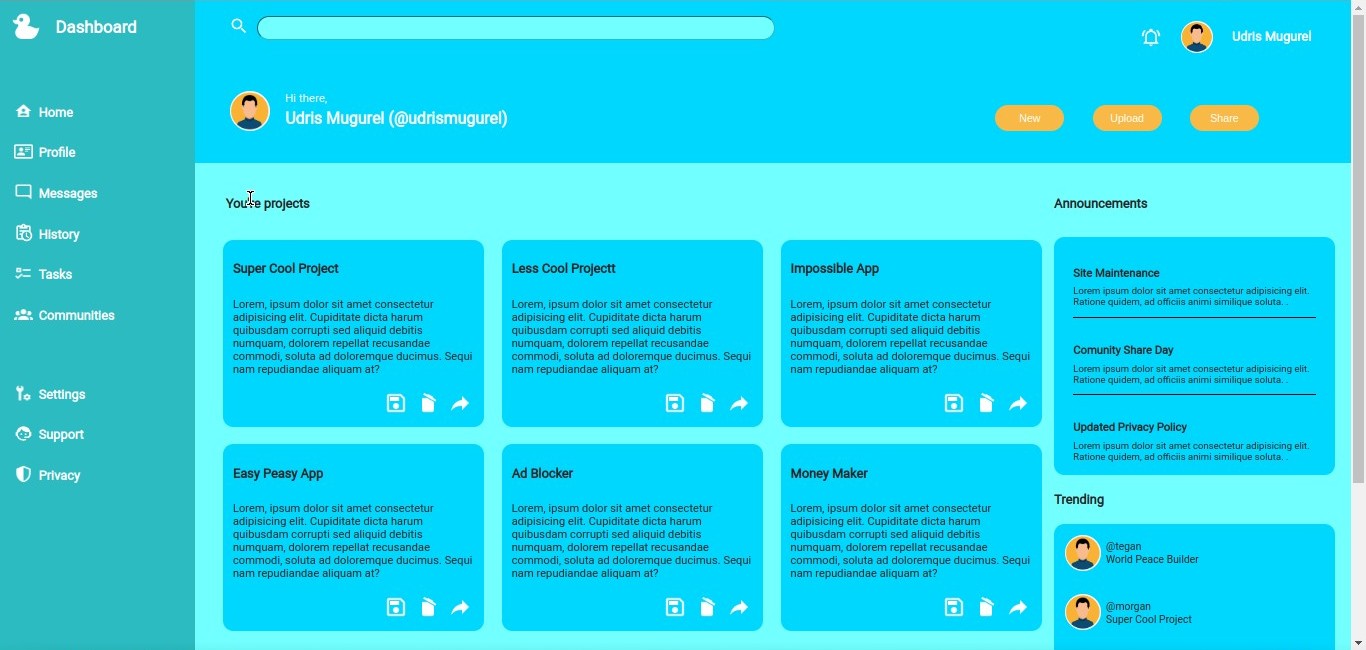 Dashboard
Home
Profile
Messages
History
Tasks
Communities
Settings
Support
Privacy
Udris Mugurel
Hi there,
Udris Mugurel (@udrismugurel)
New
Upload
Share
projects
Super Cool Project
Lorem, ipsum dolor sit amet consectetur
adipisicing elit. Cupiditate dicta harum
quibusdam corrupti sed aliquid debitis
numquam, dolorem repellat recusandae
commodi, soluta ad doloremque ducimus. Sequi
nam repudiandae aliquam at?
Less Cool Projectt
Lorem, ipsum dolor sit amet consectetur
adipisicing elit. Cupiditate dicta harum
quibusdam corrupti sed aliquid debitis
numquam, dolorem repellat recusandae
commodi, soluta ad doloremque ducimus. Sequi
nam repudiandae aliquam at?
Impossible App
Lorem, ipsum dolor sit amet consectetur
adipisicing elit. Cupiditate dicta harum
quibusdam corrupti sed aliquid debitis
numquam, dolorem repellat recusandae
commodi, soluta ad doloremque ducimus. Sequi
nam repudiandae aliquam at?
Easy Peasy App
Lorem, ipsum dolor sit amet consectetur
adipisicing elit. Cupiditate dicta harum
quibusdam corrupti sed aliquid debitis
numquam, dolorem repellat recusandae
commodi, soluta ad doloremque ducimus. Sequi
nam repudiandae aliquam at?
Ad Blocker
Lorem, ipsum dolor sit amet consectetur
adipisicing elit. Cupiditate dicta harum
quibusdam corrupti sed aliquid debitis
numquam, dolorem repellat recusandae
commodi, soluta ad doloremque ducimus. Sequi
nam repudiandae aliquam at?
Money Maker
Lorem, ipsum dolor sit amet consectetur
adipisicing elit. Cupiditate dicta harum
quibusdam corrupti sed aliquid debitis
numquam, dolorem repellat recusandae
commodi, soluta ad doloremque ducimus. Sequi
nam repudiandae aliquam at?
Announcements
Site Maintenance
Lorem ipsum dolor sit amet consectetur adipisicing elit.
Ratione quidem, ad officiis animi similique soluta. .
Comunity Share Day
Lorem ipsum dolor sit amet consectetur adipisicing elit.
Ratione quidem, ad officiis animi similique soluta. .
Updated Privacy Policy
Lorem ipsum dolor sit amet consectetur adipisicing elit.
Ratione quidem, ad officiis animi similique soluta. .
Trending
@tegan
World Peace Builder
@morgan
Super Cool Project